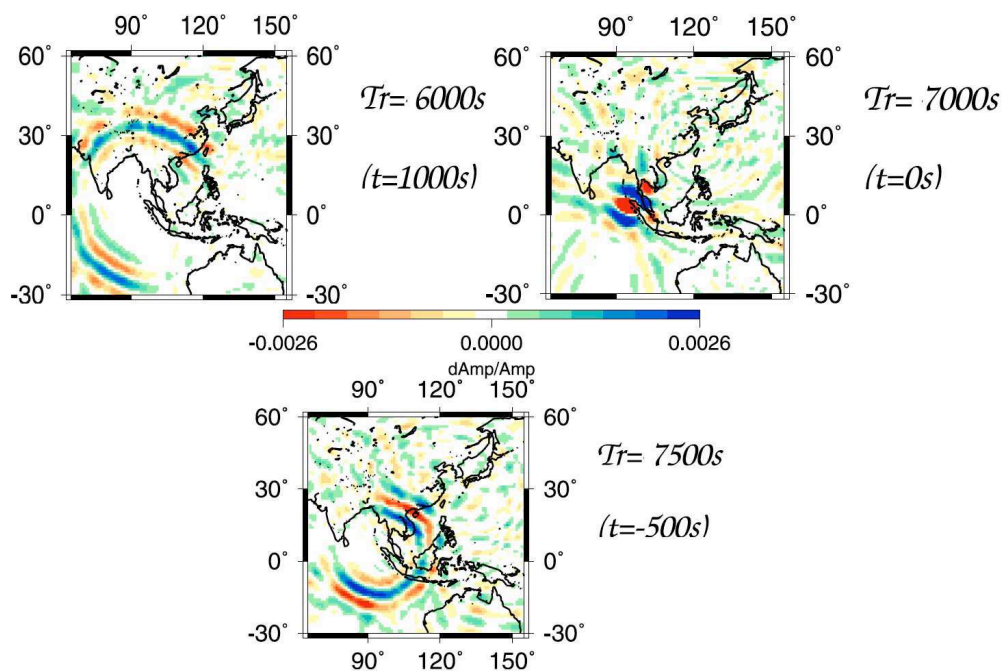 90° 120° 150° 90° 120° 150°
60° 60° 60° 60°
Tr= 6000s Tr= 7000s
30° 30° 30° 30°
(t=1000s) (t=0s)
0° 0° 0° 0°
-30° -30° -30° -30°
-0.0026 0.0000 0.0026
dAmp/Amp
90° 120° 150°
60° 60°
Tr= 7500s
30° 30°
(t=-500s)
0° 0°
-30° -30°
90° 120° 150°